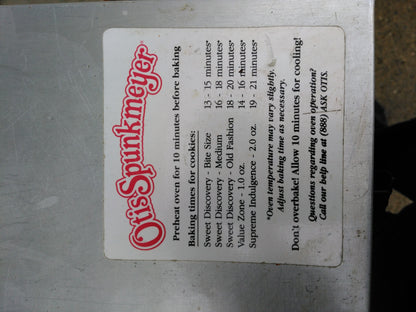 Otis Spunkmeyer
Preheat oven for 10 minutes before baking
Baking times for cookies:
Sweet Discovery - Bite Size 13 - 15 minutes*
Sweet Discovery - Medium 16 - 18 minutes*
Sweet Discovery - Old Fashion 18 - 20 minutes*
Value Zone - 1.0 oz. 14 - 16 minutes*
Supreme Indulgence - 2.0 oz. 19 - 21 minutes*
*Oven temperature may vary slightly.
Adjust baking time as necessary.
Don't overbake! Allow 10 minutes for cooling!
Questions regarding oven operation?
Call our help line at (888) ASK OTIS.